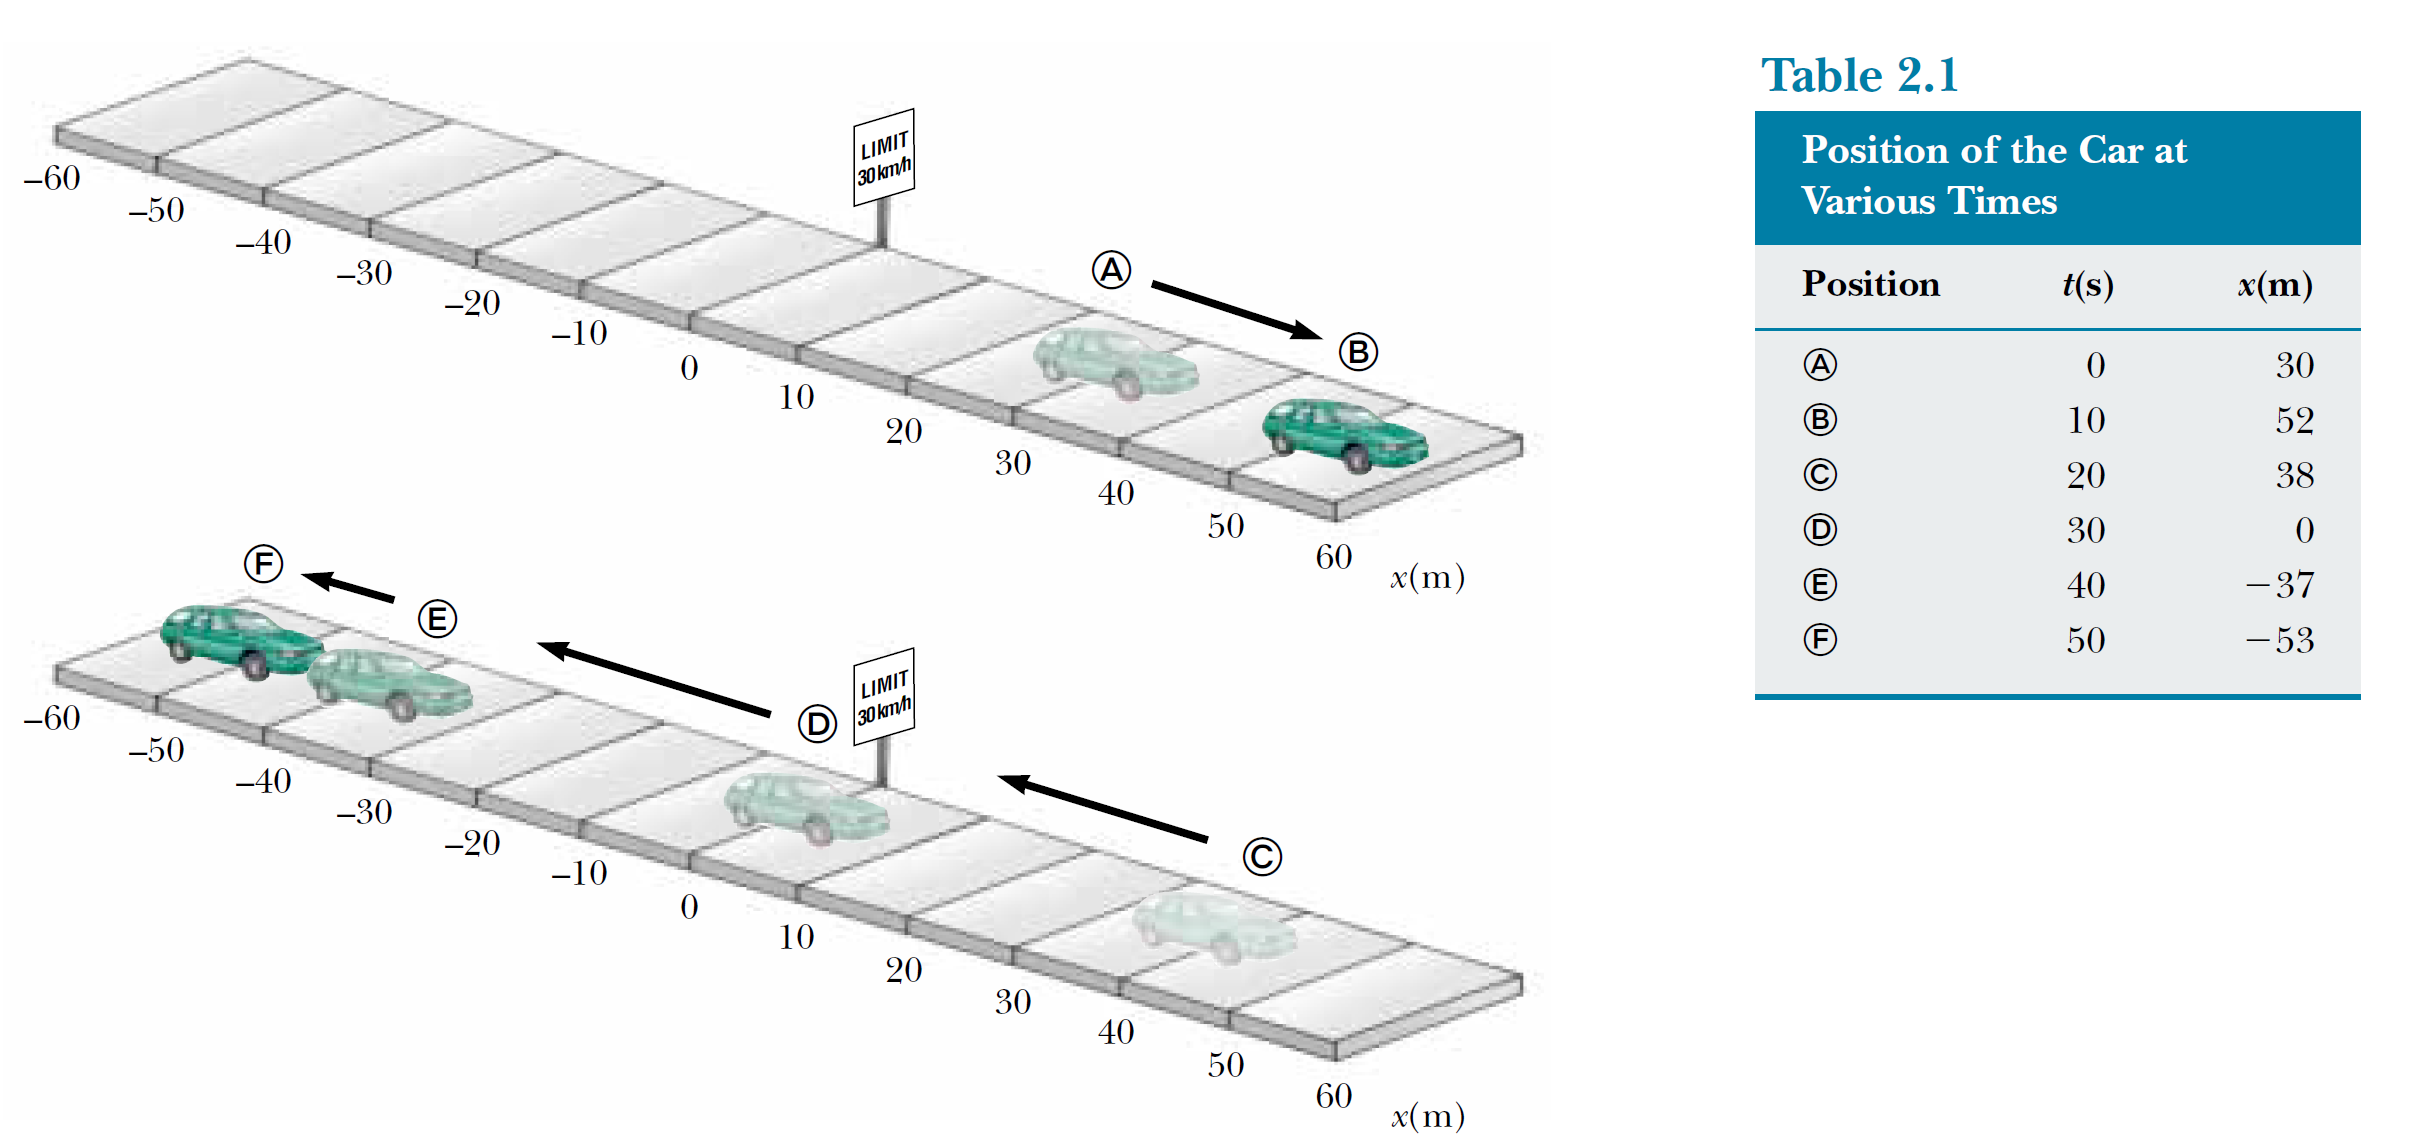 LIMIT
30 km/h
–60
–50
–40
–30
–20
–10
0
10
20
30
40
50
60
x(m)
Ⓐ
Ⓑ
Ⓕ
Ⓔ
Ⓓ
LIMIT
30 km/h
Ⓒ
–60
–50
–40
–30
–20
–10
0
10
20
30
40
50
60
x(m)
Table 2.1
Position of the Car at
Various Times
Position t(s) x(m)
Ⓐ 0 30
Ⓑ 10 52
Ⓒ 20 38
Ⓓ 30 0
Ⓔ 40 −37
Ⓕ 50 −53